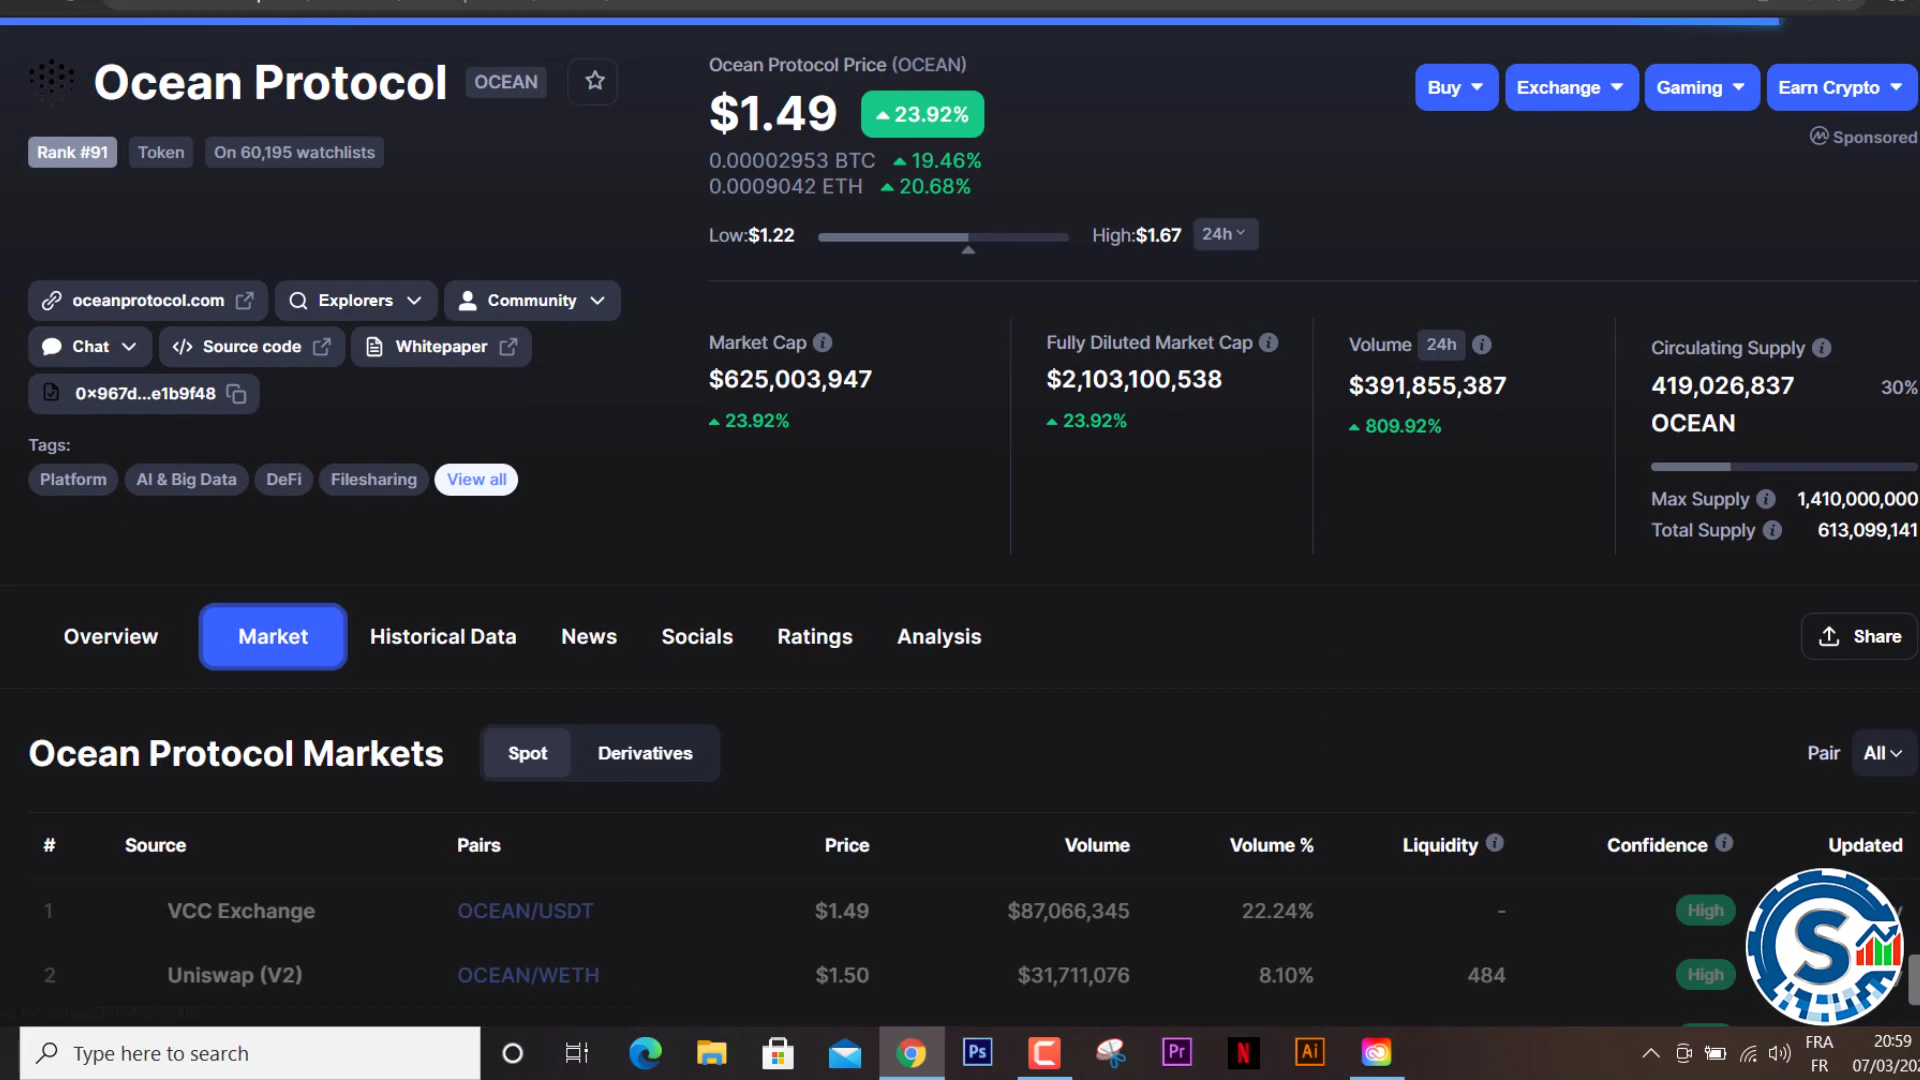 Ocean Protocol OCEAN
Rank #91 Token On 60,195 watchlists
oceanprotocol.com Explorers Community
Chat Source code Whitepaper
0×967d...e1b9f48
Tags:
Platform AI & Big Data DeFi Filesharing View all
Ocean Protocol Price (OCEAN)
$1.49 23.92%
0.00002953 BTC 19.46%
0.0009042 ETH 20.68%
Low:$1.22 High:$1.67 24h
Buy Exchange Gaming Earn Crypto
Sponsored
Market Cap
$625,003,947
23.92%
Fully Diluted Market Cap
$2,103,100,538
23.92%
Volume 24h
$391,855,387
809.92%
Circulating Supply
419,026,837 30%
OCEAN
Max Supply 1,410,000,000
Total Supply 613,099,141
Overview Market Historical Data News Socials Ratings Analysis Share
Ocean Protocol Markets Spot Derivatives Pair All
# Source Pairs Price Volume Volume % Liquidity Confidence Updated
1 VCC Exchange OCEAN/USDT $1.49 $87,066,345 22.24% - High
2 Uniswap (V2) OCEAN/WETH $1.50 $31,711,076 8.10% 484 High
S
Type here to search
Ps Pr N Ai
FRA
FR
20:59
07/03/202